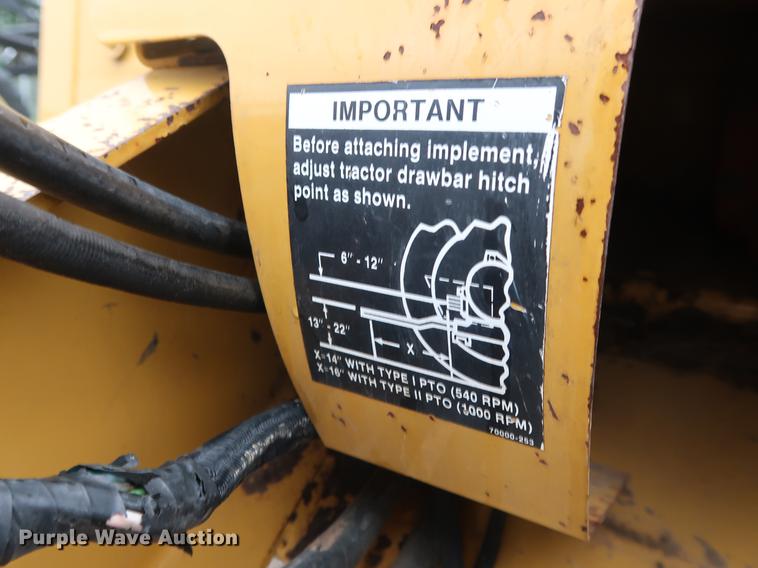 IMPORTANT
Before attaching implement,
adjust tractor drawbar hitch
point as shown.
6" - 12"
13" - 22"
X
X=14" WITH TYPE I PTO (540 RPM)
X=16" WITH TYPE II PTO (1000 RPM)
70000-253
Purple Wave Auction